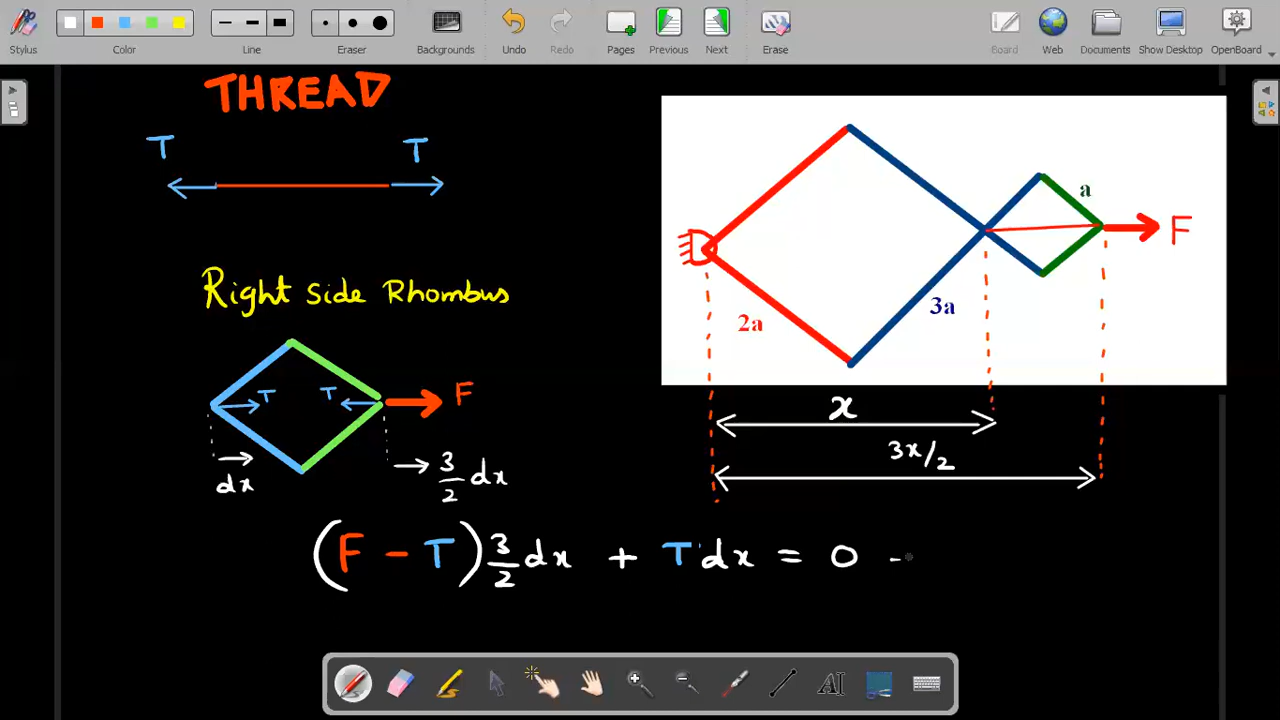 Stylus Color Line Eraser Backgrounds Undo Redo Pages Previous Next Erase Board Web Documents Show Desktop OpenBoard
THREAD
T T
Right Side Rhombus
T T F
dx
3/2 dx
a
F
2a
3a
x
3x/2
(F - T) 3/2 dx + T dx = 0 -
AI